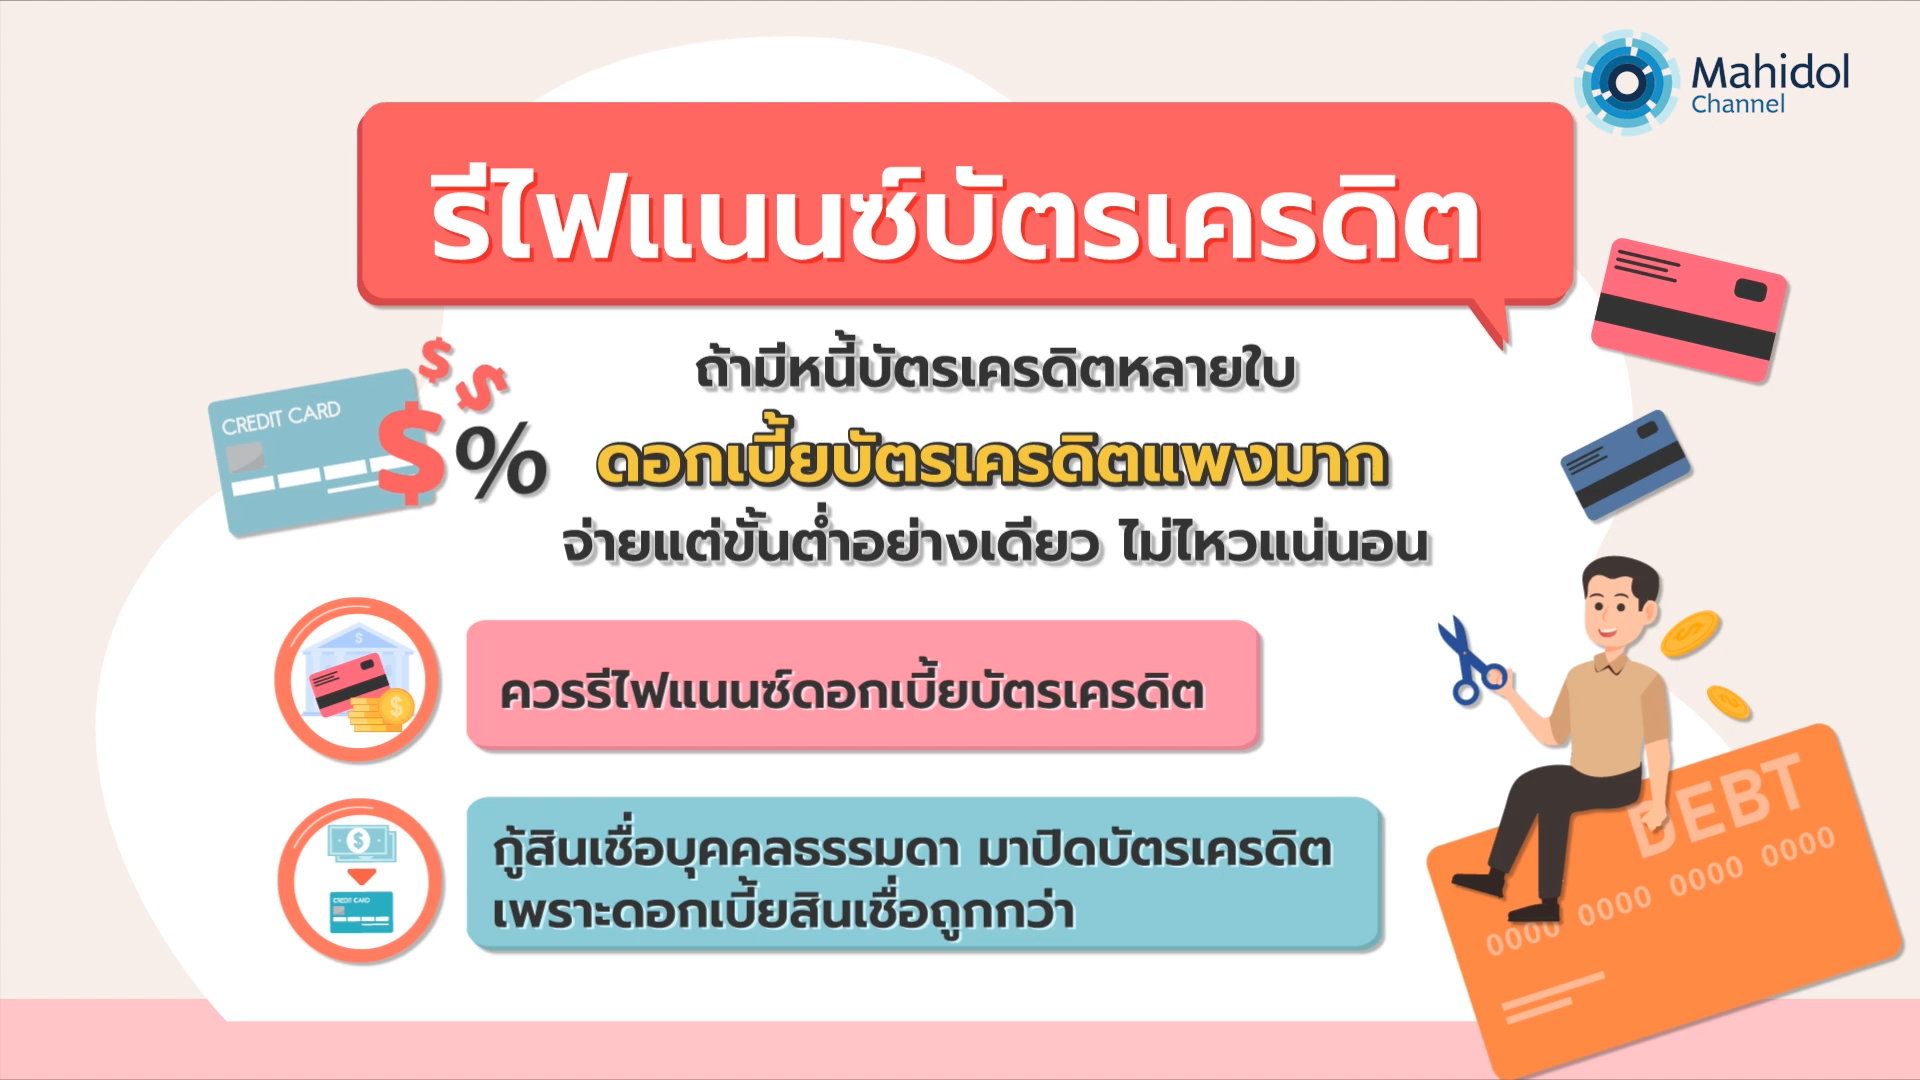 Mahidol
Channel
รีไฟแนนซ์บัตรเครดิต
ถ้ามีหนี้บัตรเครดิตหลายใบ
CREDIT CARD
$
$
$
%
ดอกเบี้ยบัตรเครดิตแพงมาก
จ่ายแต่ขั้นต่ำอย่างเดียว ไม่ไหวแน่นอน
$
$
ควรรีไฟแนนซ์ดอกเบี้ยบัตรเครดิต
$
CREDIT CARD
กู้สินเชื่อบุคคลธรรมดา มาปิดบัตรเครดิต
เพราะดอกเบี้ยสินเชื่อถูกกว่า
DEBT
0000 0000 0000 0000